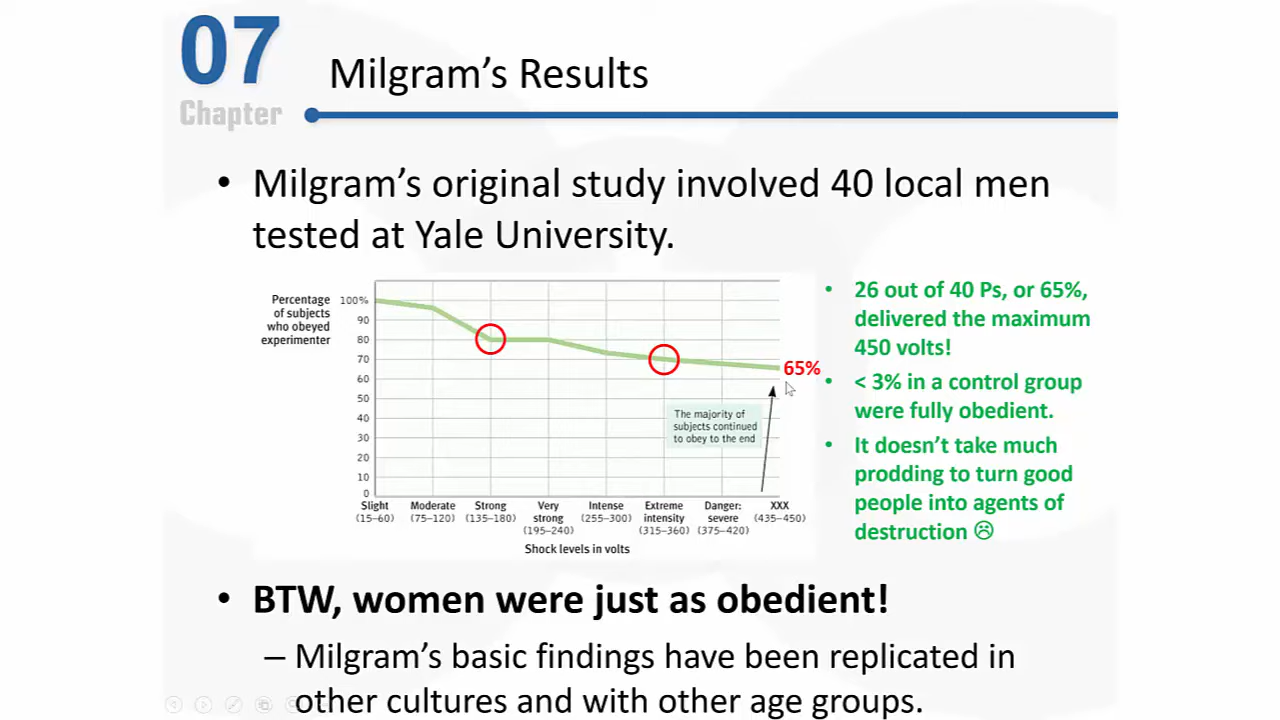 07
Chapter
Milgram's Results
• Milgram's original study involved 40 local men
tested at Yale University.
Percentage
of subjects
who obeyed
experimenter
100%
90
80
70
60
50
40
30
20
10
0
65%
The majority of
subjects continued
to obey to the end
Slight
(15–60)
Moderate
(75–120)
Strong
(135–180)
Very
strong
(195–240)
Intense
(255–300)
Extreme
intensity
(315–360)
Danger:
severe
(375–420)
XXX
(435–450)
Shock levels in volts
• 26 out of 40 Ps, or 65%,
delivered the maximum
450 volts!
• < 3% in a control group
were fully obedient.
• It doesn't take much
prodding to turn good
people into agents of
destruction ☹
• BTW, women were just as obedient!
– Milgram's basic findings have been replicated in
other cultures and with other age groups.